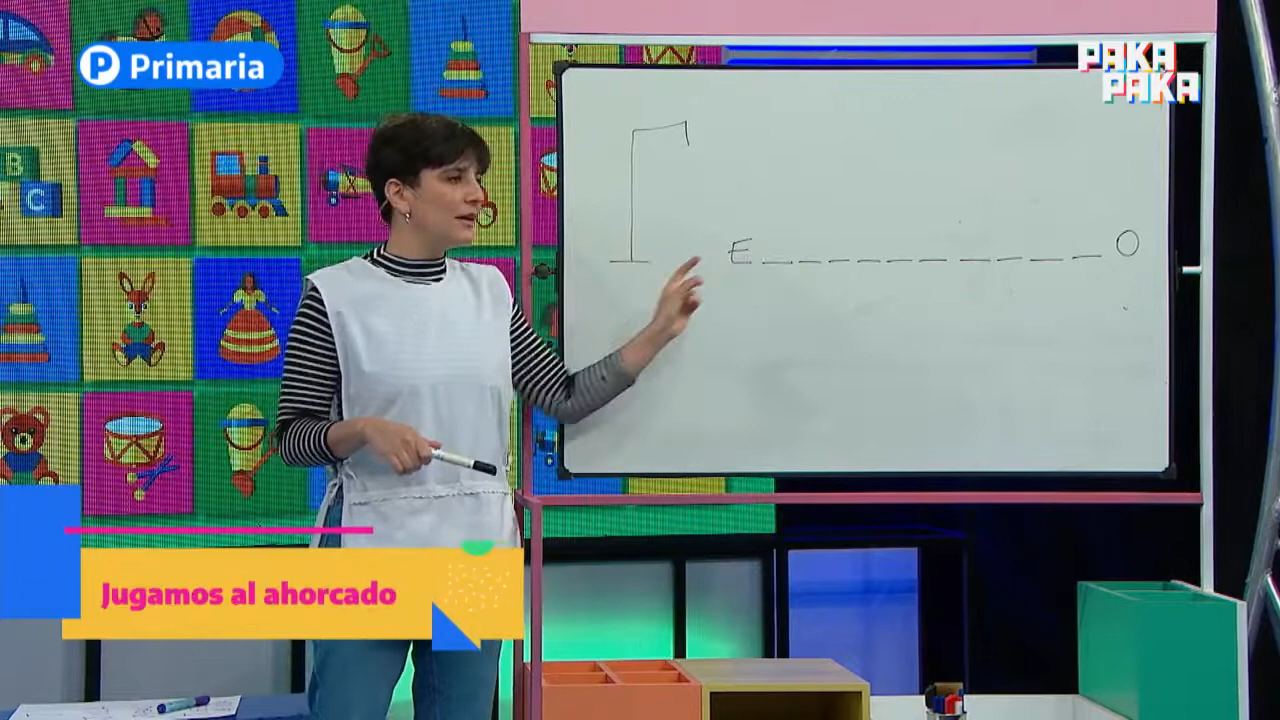 Primaria
PAKA
PAKA
B
C
E _ _ _ _ _ _ _ _ _ _ O
Jugamos al ahorcado